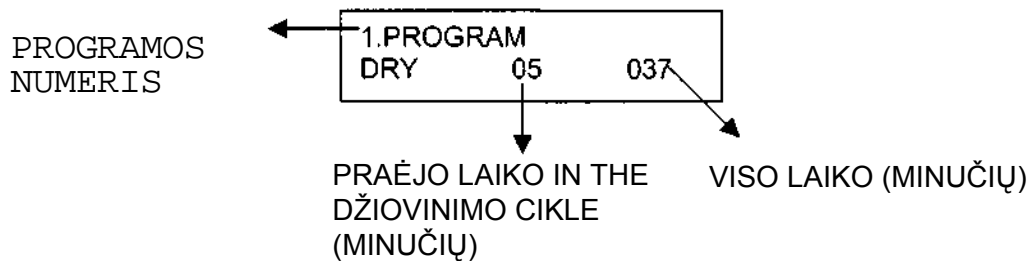 PROGRAMOS
NUMERIS
1.PROGRAM
DRY 05 037
PRAĖJO LAIKO IN THE
DŽIOVINIMO CIKLE
(MINUČIŲ)
VISO LAIKO (MINUČIŲ)